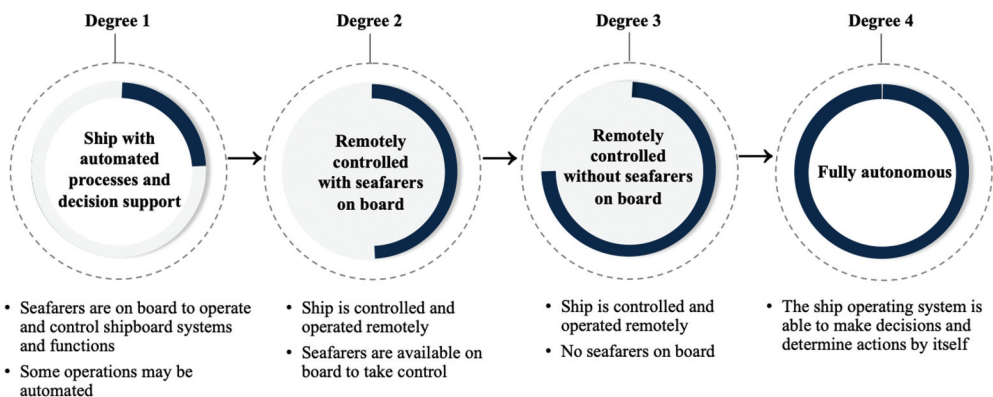 Degree 1
Degree 2
Degree 3
Degree 4
Ship with
automated
processes and
decision support
Remotely
controlled
with seafarers
on board
Remotely
controlled
without seafarers
on board
Fully autonomous
• Seafarers are on board to operate
and control shipboard systems
and functions
• Some operations may be
automated
• Ship is controlled and
operated remotely
• Seafarers are available on
board to take control
• Ship is controlled and
operated remotely
• No seafarers on board
• The ship operating system is
able to make decisions and
determine actions by itself